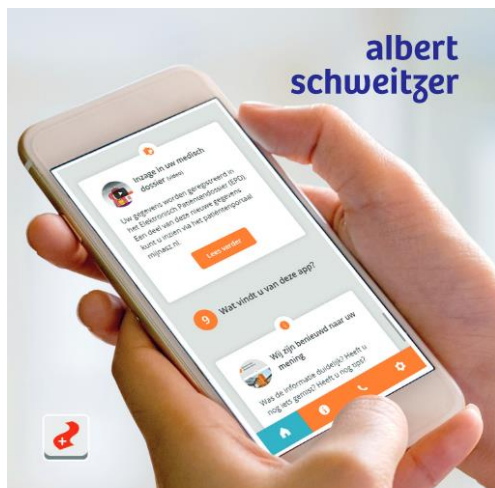 albert
schweitzer
Inzage in uw medisch
dossier (video)
Uw gegevens worden geregistreerd in
het Elektronisch Patiëntendossier (EPD).
Een deel van deze nieuwe gegevens
kunt u inzien via het patiëntenportaal
mijnasz.nl.
Lees verder
9 Wat vindt u van deze app?
Wij zijn benieuwd naar uw
mening
Was de informatie duidelijk? Heeft u
nog iets gemist? Heeft u nog tips?